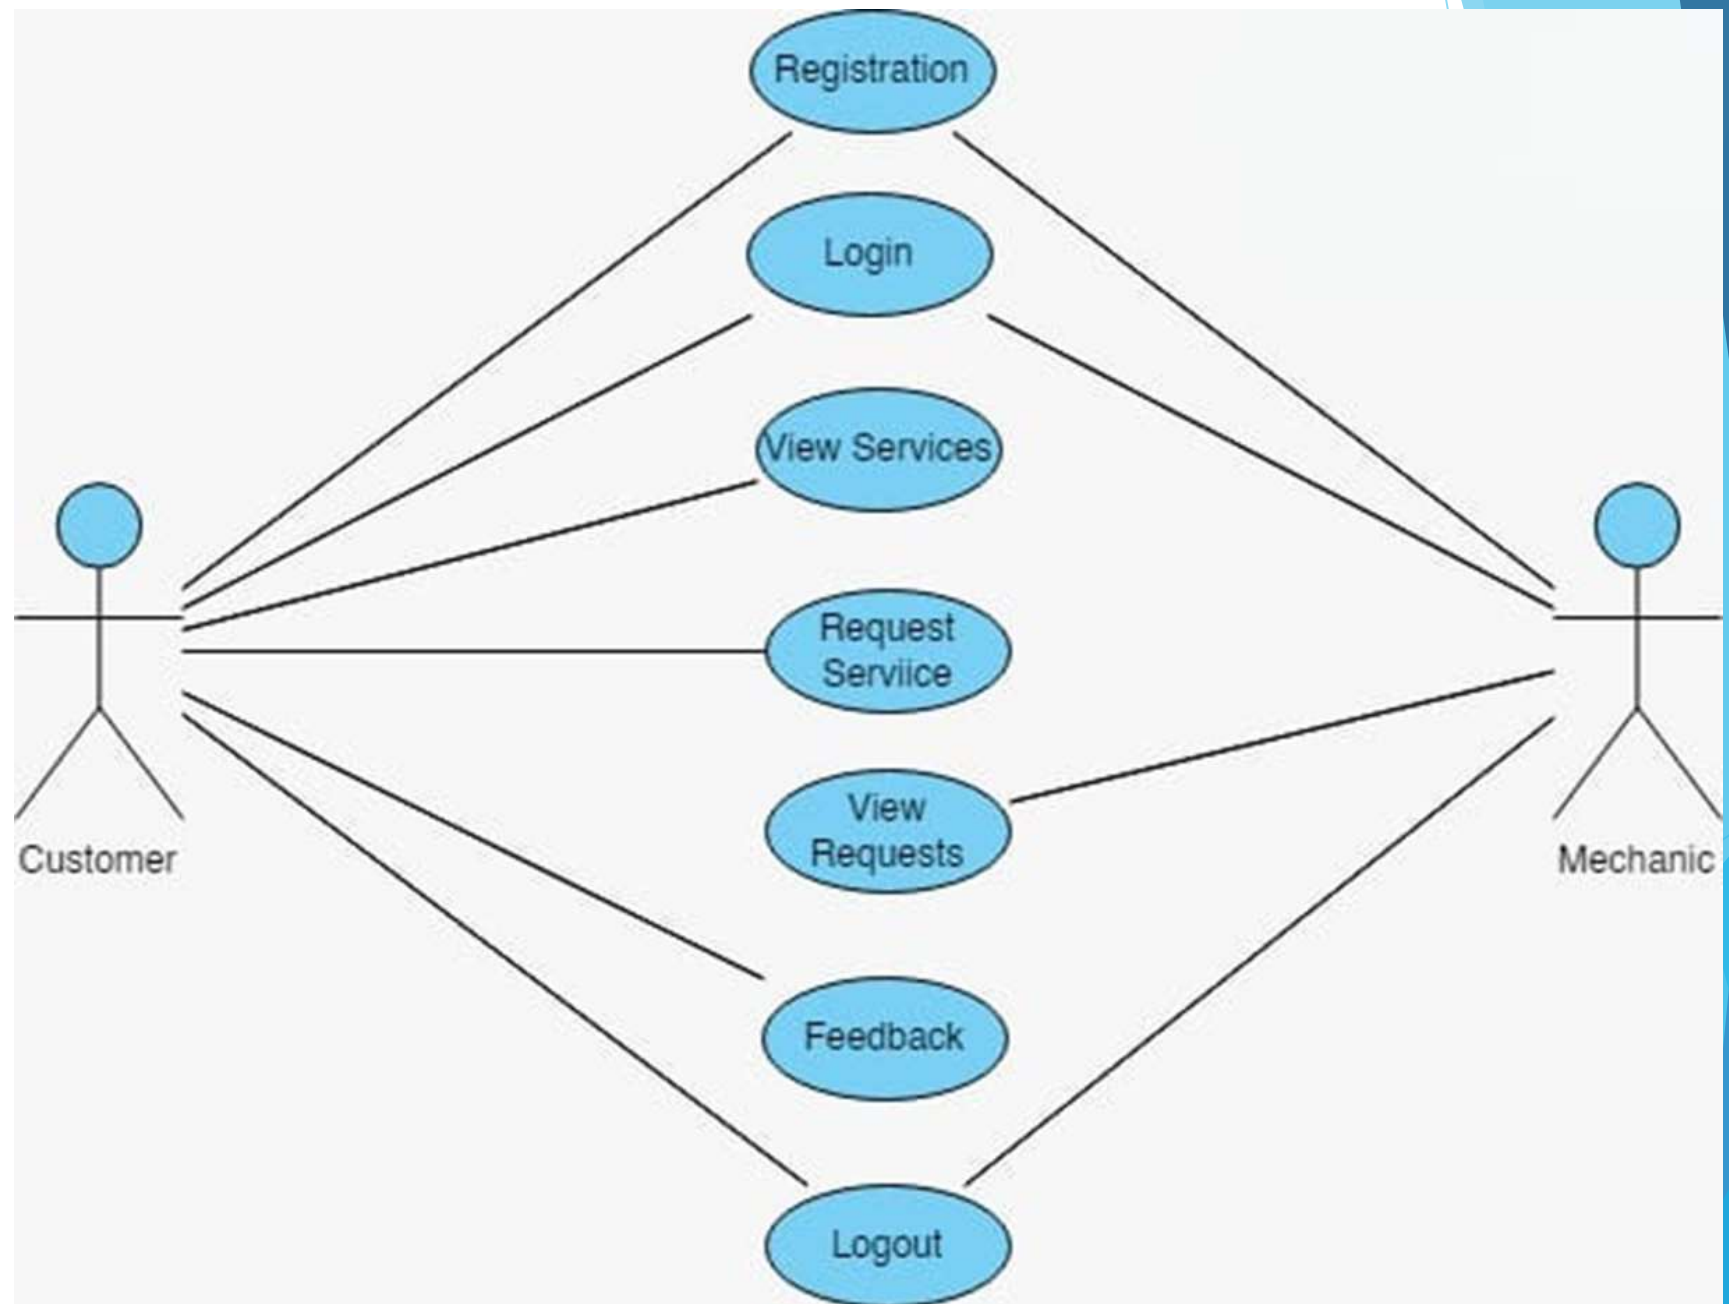 Registration
Login
View Services
Request
Serviice
View
Requests
Customer
Mechanic
Feedback
Logout